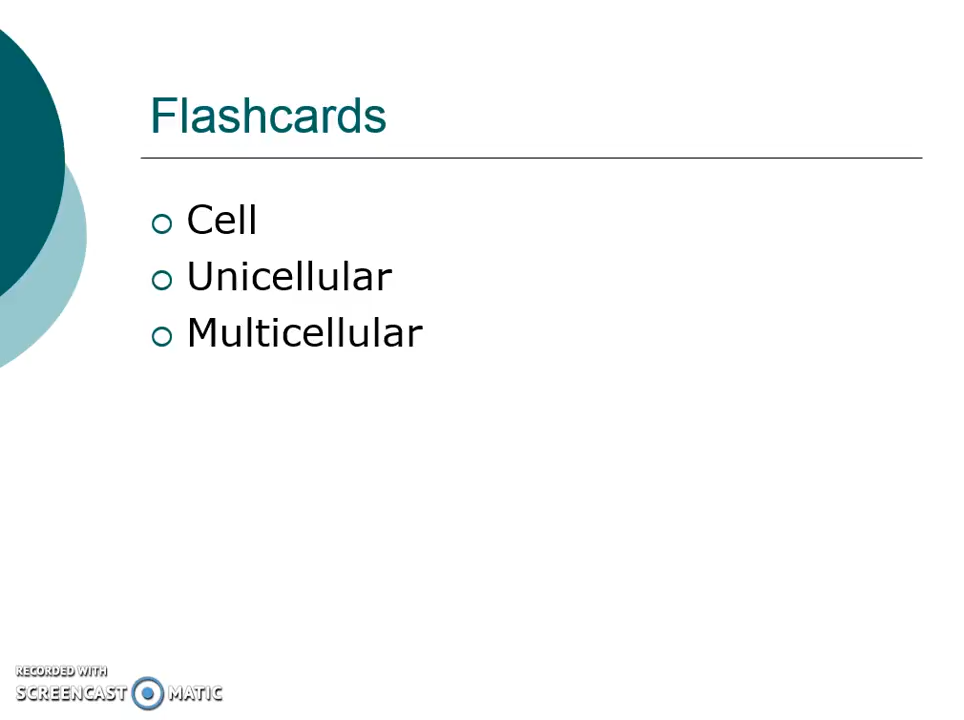 Flashcards
Cell
Unicellular
Multicellular
RECORDED WITH
SCREENCAST MATIC